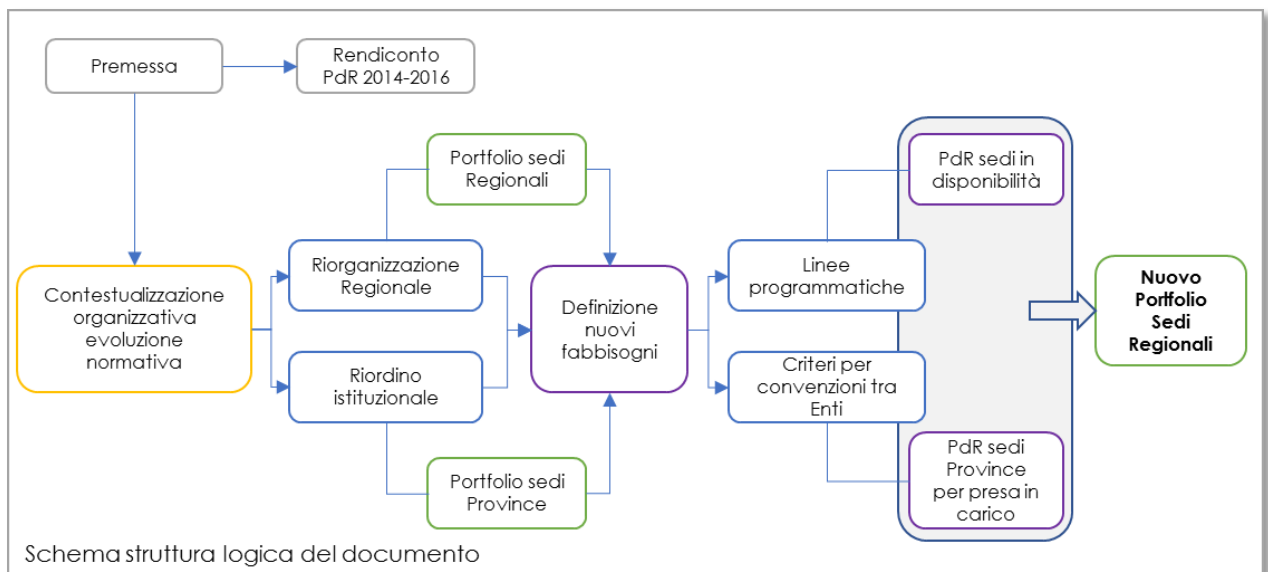 Premessa
Rendiconto
PdR 2014-2016
Portfolio sedi
Regionali
PdR sedi in
disponibilità
Contestualizzazione
organizzativa
evoluzione
normativa
Riorganizzazione
Regionale
Riordino
istituzionale
Definizione
nuovi
fabbisogni
Linee
programmatiche
Criteri per
convenzioni tra
Enti
Nuovo
Portfolio
Sedi
Regionali
Portfolio sedi
Province
PdR sedi
Province
per presa in
carico
Schema struttura logica del documento